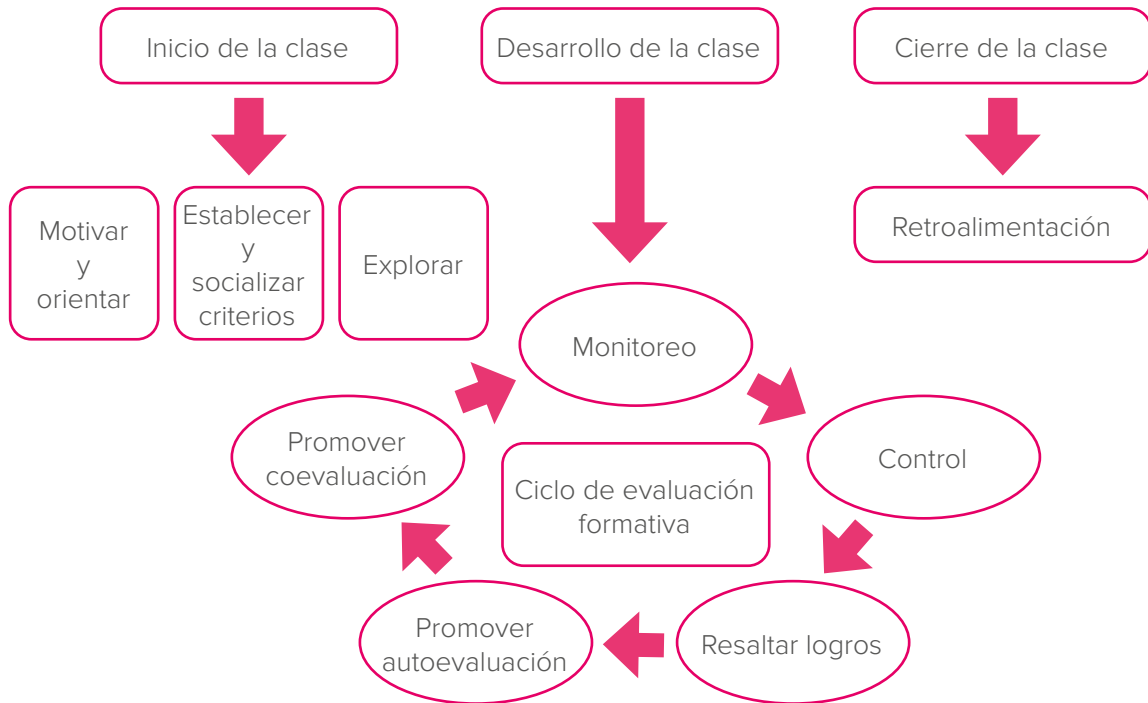 Inicio de la clase
Desarrollo de la clase
Cierre de la clase
Motivar
y
orientar
Establecer
y
socializar
criterios
Explorar
Retroalimentación
Monitoreo
Promover
coevaluación
Control
Ciclo de evaluación
formativa
Promover
autoevaluación
Resaltar logros